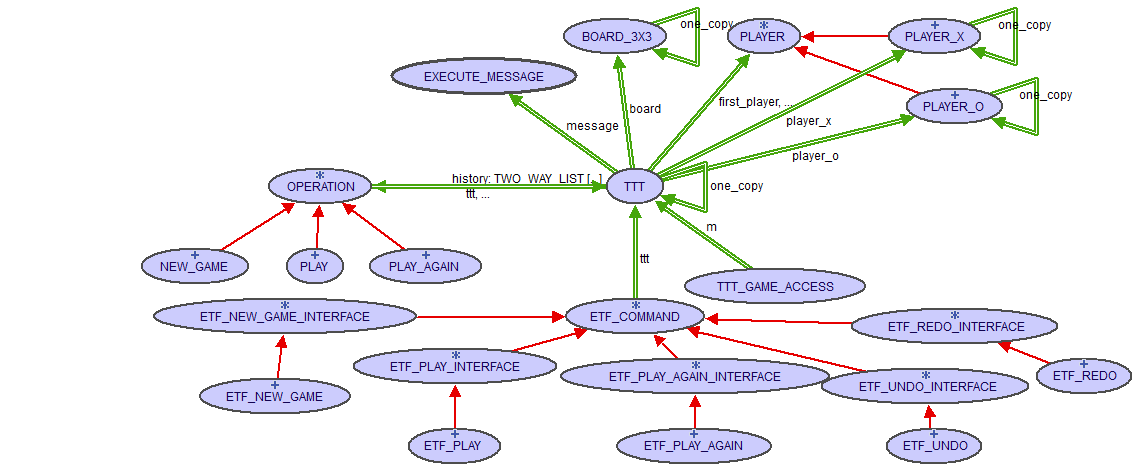 one_copy
*
+
one_copy
BOARD_3X3
PLAYER
PLAYER_X
EXECUTE_MESSAGE
+
one_copy
first_player, ...
PLAYER_O
board
message
player_x
player_o
*
OPERATION
history: TWO_WAY_LIST [..]
ttt, ...
TTT
one_copy
m
+
NEW_GAME
+
PLAY
+
PLAY_AGAIN
ttt
TTT_GAME_ACCESS
*
ETF_NEW_GAME_INTERFACE
*
ETF_COMMAND
*
ETF_REDO_INTERFACE
*
ETF_PLAY_INTERFACE
*
ETF_PLAY_AGAIN_INTERFACE
*
ETF_UNDO_INTERFACE
+
ETF_REDO
+
ETF_NEW_GAME
+
ETF_PLAY
+
ETF_PLAY_AGAIN
+
ETF_UNDO